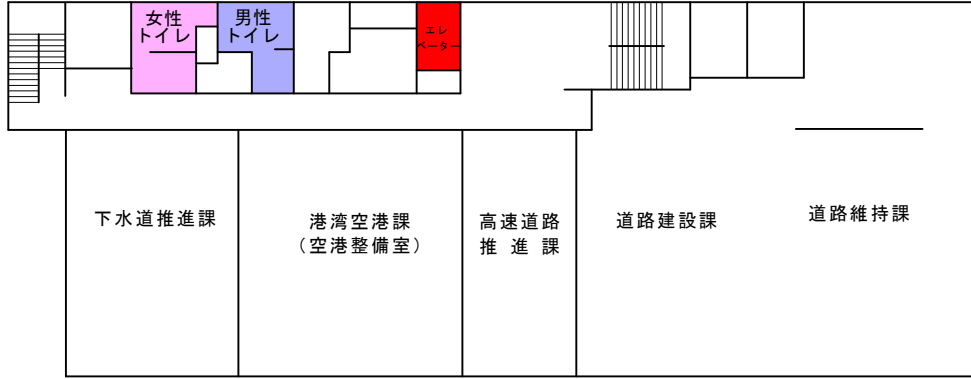 女性
トイレ
男性
トイレ
エレ
ベーター
下水道推進課
港湾空港課
（空港整備室）
高速道路
推進課
道路建設課
道路維持課